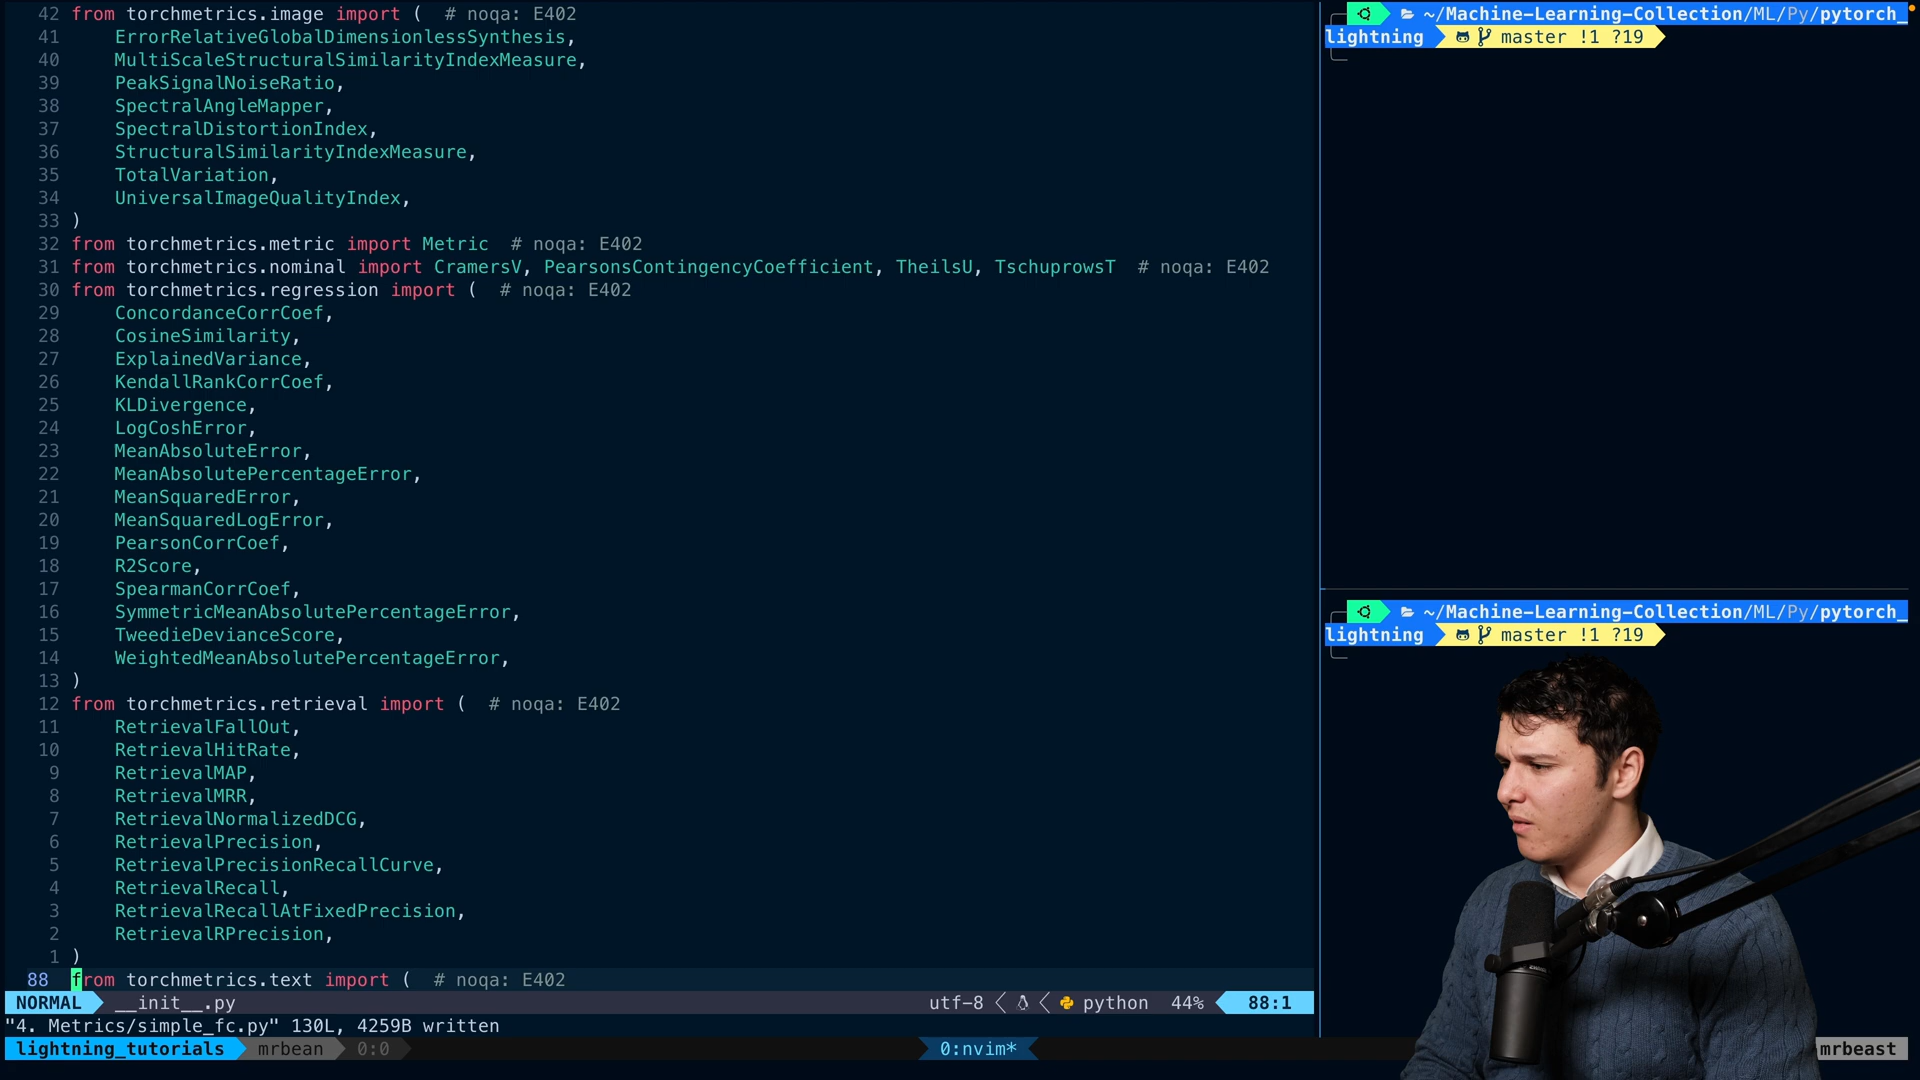 42 from torchmetrics.image import (  # noqa: E402
41     ErrorRelativeGlobalDimensionlessSynthesis,
40     MultiScaleStructuralSimilarityIndexMeasure,
39     PeakSignalNoiseRatio,
38     SpectralAngleMapper,
37     SpectralDistortionIndex,
36     StructuralSimilarityIndexMeasure,
35     TotalVariation,
34     UniversalImageQualityIndex,
33 )
32 from torchmetrics.metric import Metric  # noqa: E402
31 from torchmetrics.nominal import CramersV, PearsonsContingencyCoefficient, TheilsU, TschuprowsT  # noqa: E402
30 from torchmetrics.regression import (  # noqa: E402
29     ConcordanceCorrCoef,
28     CosineSimilarity,
27     ExplainedVariance,
26     KendallRankCorrCoef,
25     KLDivergence,
24     LogCoshError,
23     MeanAbsoluteError,
22     MeanAbsolutePercentageError,
21     MeanSquaredError,
20     MeanSquaredLogError,
19     PearsonCorrCoef,
18     R2Score,
17     SpearmanCorrCoef,
16     SymmetricMeanAbsolutePercentageError,
15     TweedieDevianceScore,
14     WeightedMeanAbsolutePercentageError,
13 )
12 from torchmetrics.retrieval import (  # noqa: E402
11     RetrievalFallOut,
10     RetrievalHitRate,
9     RetrievalMAP,
8     RetrievalMRR,
7     RetrievalNormalizedDCG,
6     RetrievalPrecision,
5     RetrievalPrecisionRecallCurve,
4     RetrievalRecall,
3     RetrievalRecallAtFixedPrecision,
2     RetrievalRPrecision,
1 )
88 from torchmetrics.text import (  # noqa: E402
NORMAL __init__.py utf-8 python 44% 88:1
"4. Metrics/simple_fc.py" 130L, 4259B written
lightning_tutorials mrbean 0:0 0:nvim* mrbeast
~/Machine-Learning-Collection/ML/Py/pytorch_
lightning master !1 ?19
~/Machine-Learning-Collection/ML/Py/pytorch_
lightning master !1 ?19